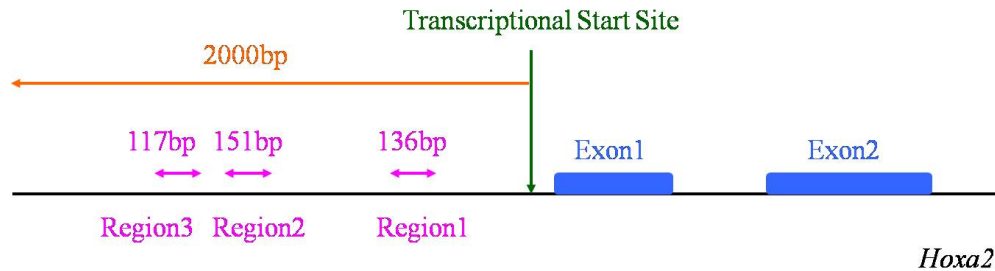 Transcriptional Start Site
2000bp
117bp 151bp 136bp
Exon1 Exon2
Region3 Region2 Region1
Hoxa2